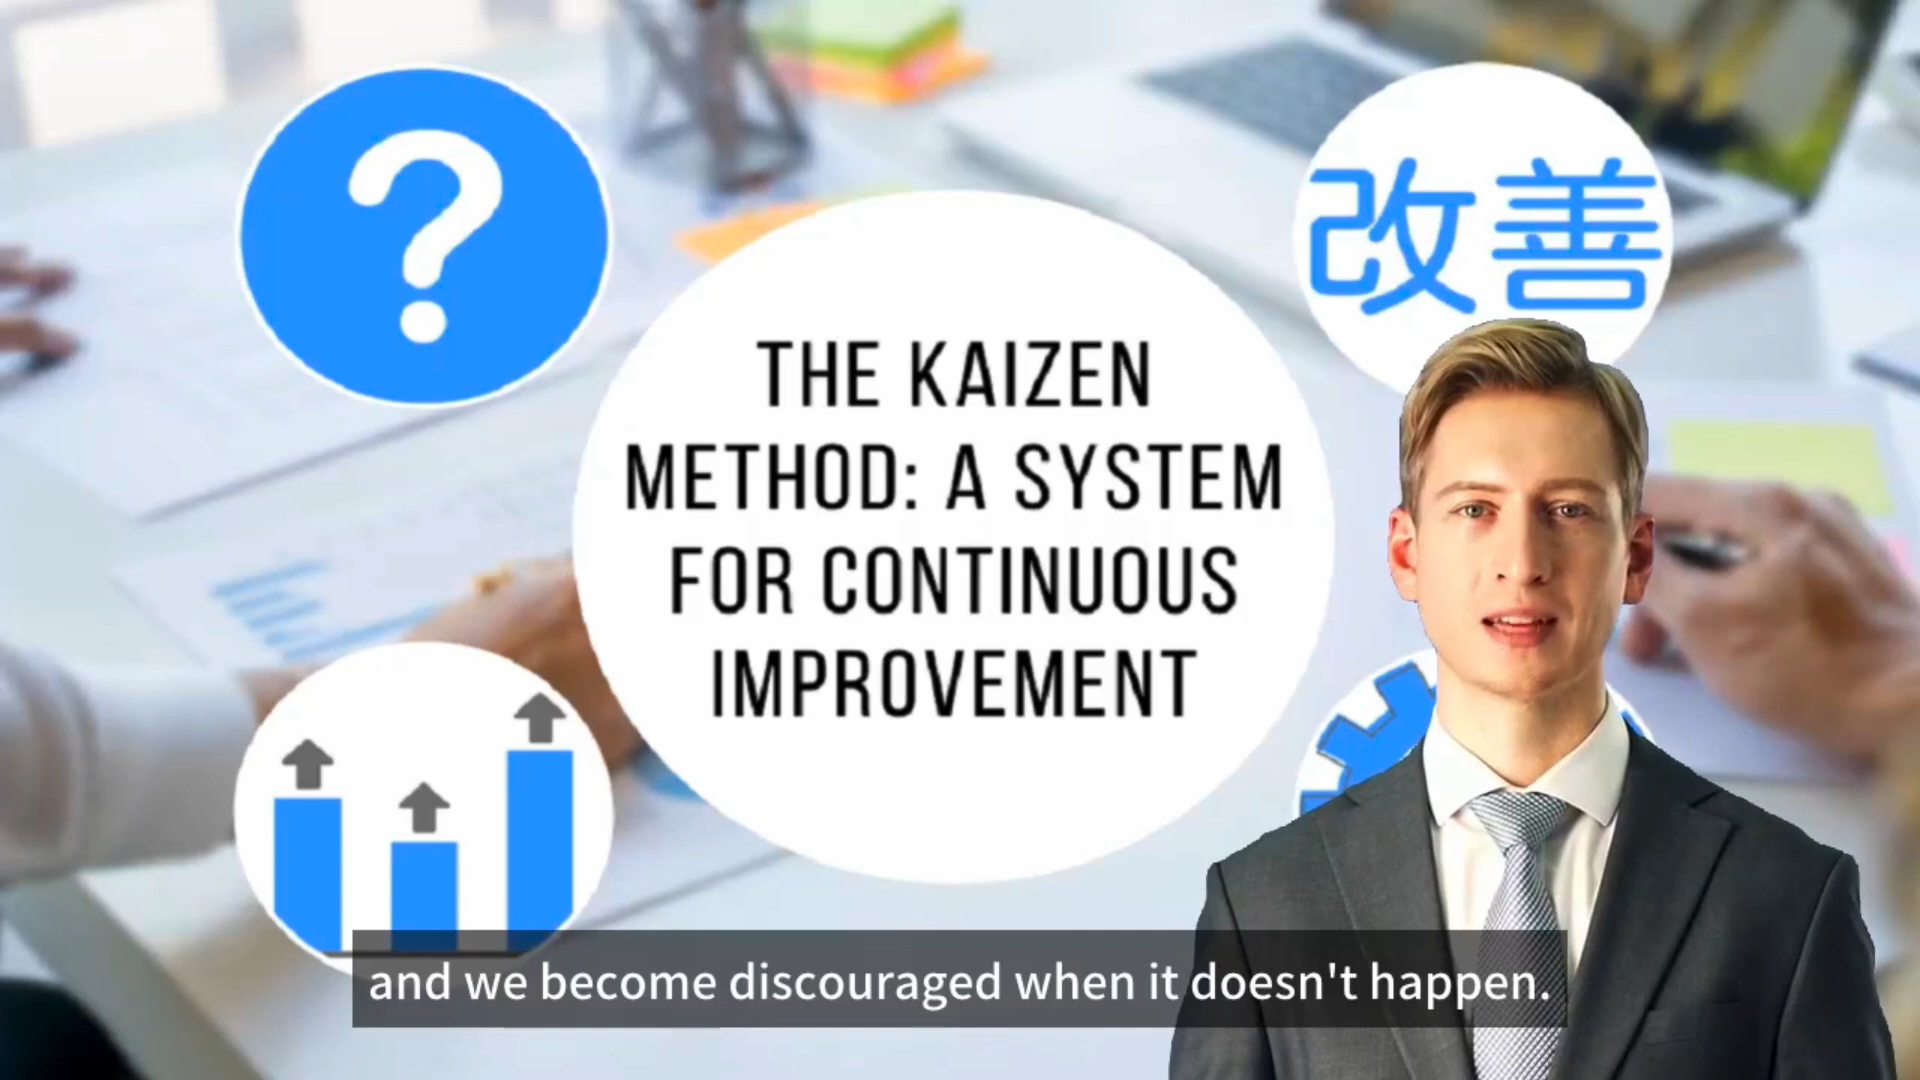 ?
改善
THE KAIZEN
METHOD: A SYSTEM
FOR CONTINUOUS
IMPROVEMENT
and we become discouraged when it doesn't happen.